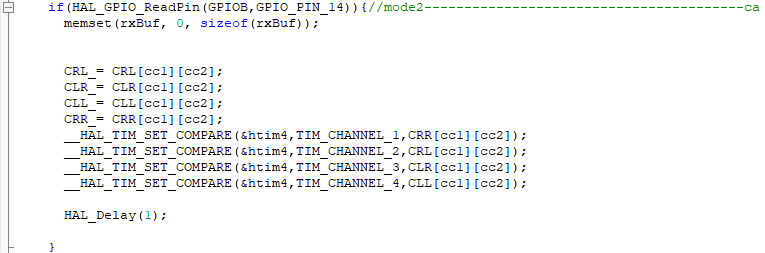 if(HAL_GPIO_ReadPin(GPIOB,GPIO_PIN_14)){//mode2----------------------------------------ca
memset(rxBuf, 0, sizeof(rxBuf));
CRL_= CRL[cc1][cc2];
CLR_= CLR[cc1][cc2];
CLL_= CLL[cc1][cc2];
CRR_= CRR[cc1][cc2];
__HAL_TIM_SET_COMPARE(&htim4,TIM_CHANNEL_1,CRR[cc1][cc2]);
__HAL_TIM_SET_COMPARE(&htim4,TIM_CHANNEL_2,CRL[cc1][cc2]);
__HAL_TIM_SET_COMPARE(&htim4,TIM_CHANNEL_3,CLR[cc1][cc2]);
__HAL_TIM_SET_COMPARE(&htim4,TIM_CHANNEL_4,CLL[cc1][cc2]);
HAL_Delay(1);
}